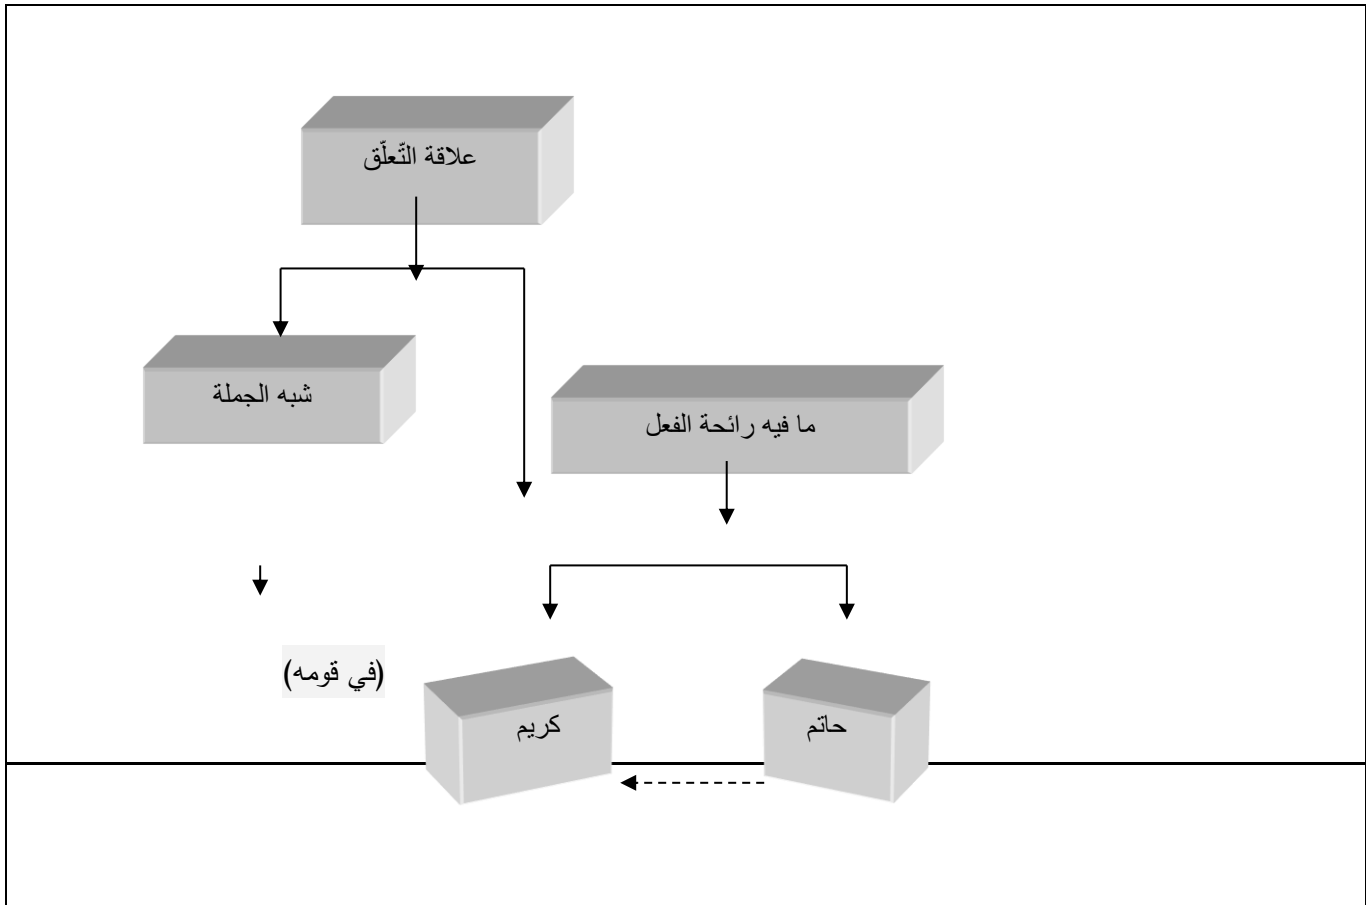 علاقة التّعلّق
شبه الجملة
ما فيه رائحة الفعل
(في قومه)
حاتم
كريم